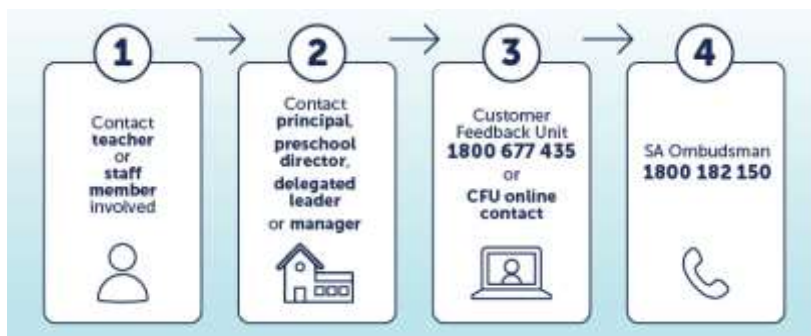 1
Contact
teacher
or
staff
member
involved
2
Contact
principal,
preschool
director,
delegated
leader
or manager
3
Customer
Feedback Unit
1800 677 435
or
CFU online
contact
4
SA Ombudsman
1800 182 150